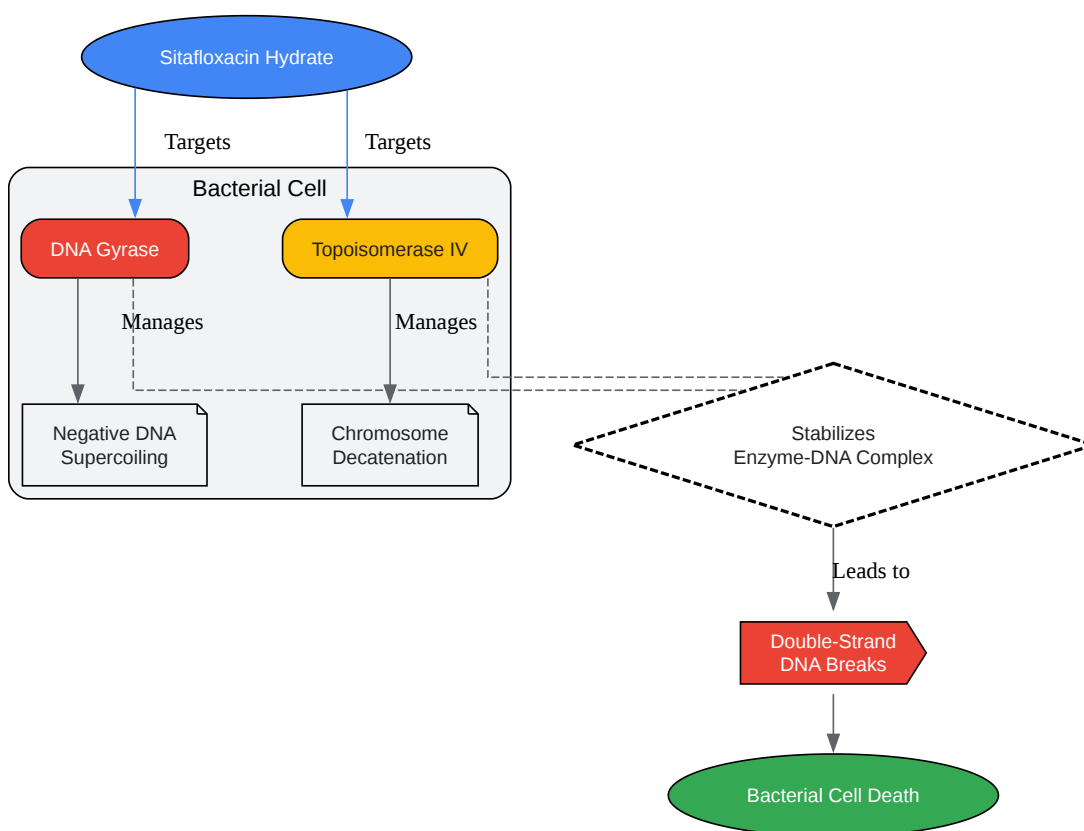 Sitafloxacin Hydrate
Targets
Targets
Bacterial Cell
DNA Gyrase
Topoisomerase IV
Manages
Manages
Negative DNA
Supercoiling
Chromosome
Decatenation
Stabilizes
Enzyme-DNA Complex
Leads to
Double-Strand
DNA Breaks
Bacterial Cell Death